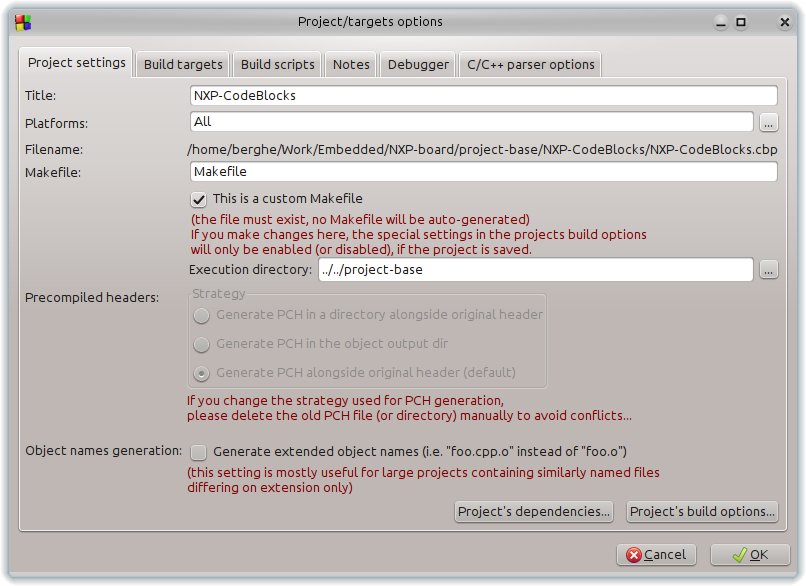 Project/targets options
Project settings
Build targets
Build scripts
Notes
Debugger
C/C++ parser options
Title:
NXP-CodeBlocks
Platforms:
All
...
Filename:
/home/berghe/Work/Embedded/NXP-board/project-base/NXP-CodeBlocks/NXP-CodeBlocks.cbp
Makefile:
Makefile
This is a custom Makefile
(the file must exist, no Makefile will be auto-generated)
If you make changes here, the special settings in the projects build options
will only be enabled (or disabled), if the project is saved.
Execution directory:
../../project-base
...
Precompiled headers:
Strategy
Generate PCH in a directory alongside original header
Generate PCH in the object output dir
Generate PCH alongside original header (default)
If you change the strategy used for PCH generation,
please delete the old PCH file (or directory) manually to avoid conflicts...
Object names generation:
Generate extended object names (i.e. "foo.cpp.o" instead of "foo.o")
(this setting is mostly useful for large projects containing similarly named files
differing on extension only)
Project's dependencies...
Project's build options...
Cancel
OK